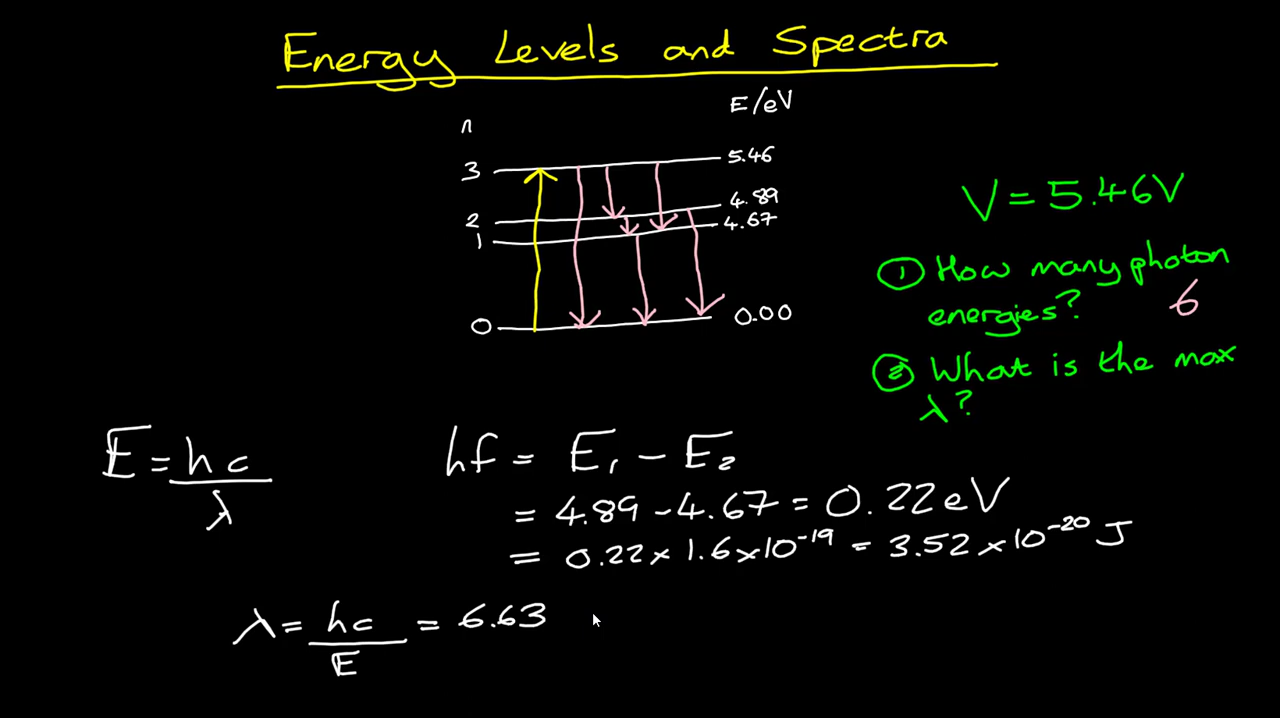 Energy Levels and Spectra
n
E/eV
3
5.46
2
4.89
1
4.67
0
0.00
V = 5.46V
① How many photon
energies? 6
② What is the max
λ?
E = hc/λ
hf = E₁ - E₂
= 4.89 - 4.67 = 0.22eV
= 0.22 × 1.6 × 10⁻¹⁹ = 3.52 × 10⁻²⁰ J
λ = hc/E = 6.63